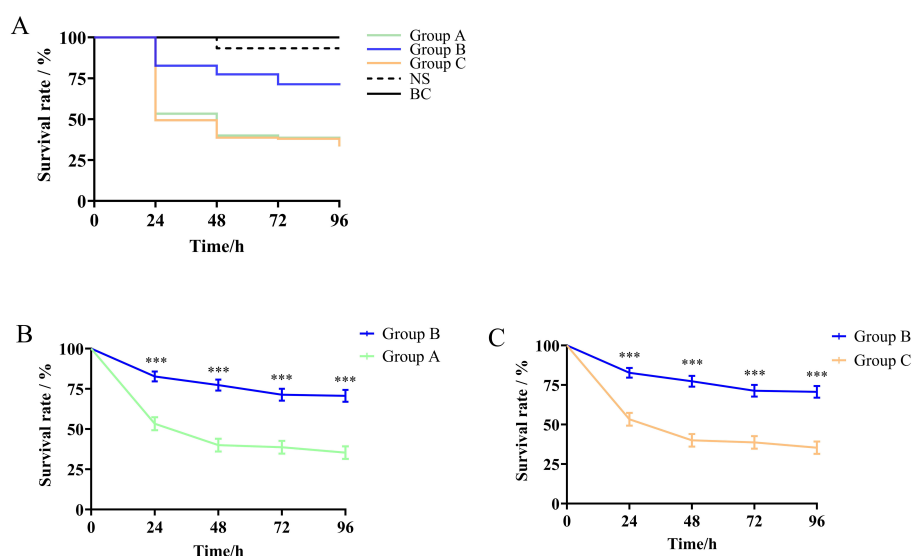 A
Survival rate / %
100
75
50
25
0
0 24 48 72 96
Time/h
Group A
Group B
Group C
NS
BC
B
Survival rate / %
100
75
50
25
0
0 24 48 72 96
Time/h
*** *** *** ***
Group B
Group A
C
Survival rate / %
100
75
50
25
0
0 24 48 72 96
Time/h
*** *** *** ***
Group B
Group C